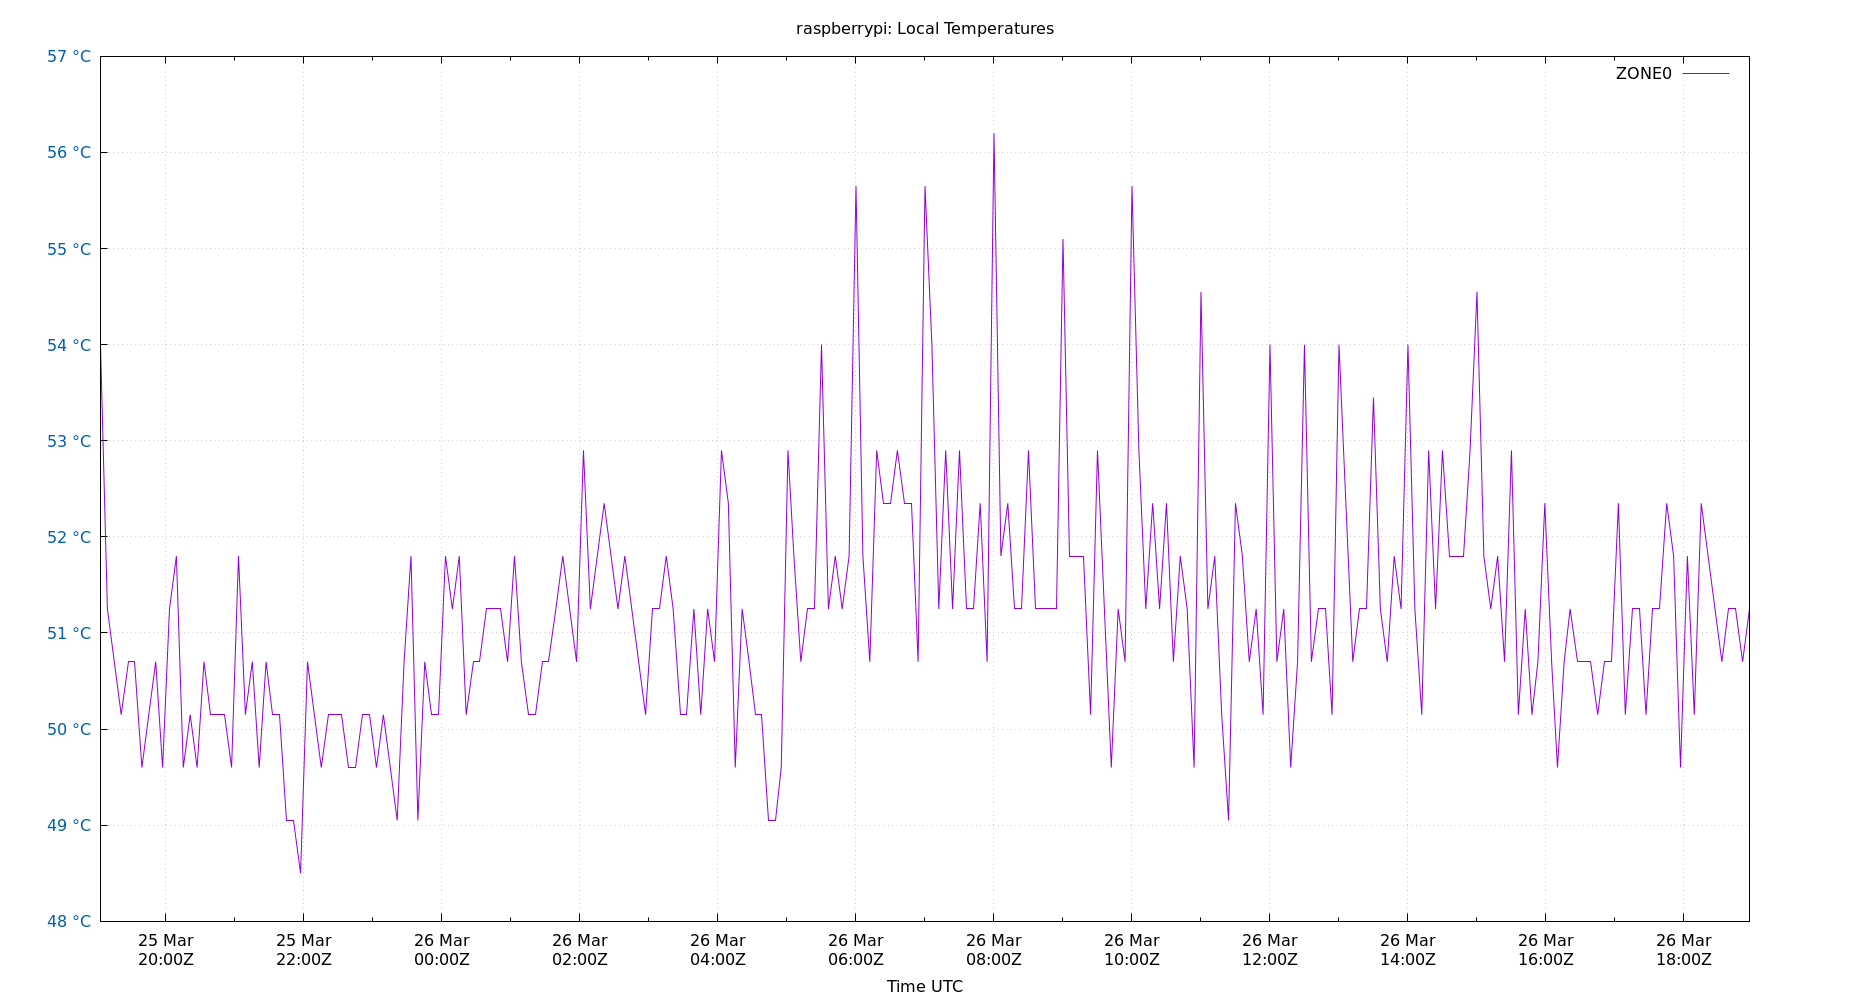 raspberrypi: Local Temperatures
57 °C
ZONE0
56 °C
55 °C
54 °C
53 °C
52 °C
51 °C
50 °C
49 °C
48 °C
25 Mar 25 Mar 26 Mar 26 Mar 26 Mar 26 Mar 26 Mar 26 Mar 26 Mar 26 Mar 26 Mar 26 Mar
20:00Z 22:00Z 00:00Z 02:00Z 04:00Z 06:00Z 08:00Z 10:00Z 12:00Z 14:00Z 16:00Z 18:00Z
Time UTC